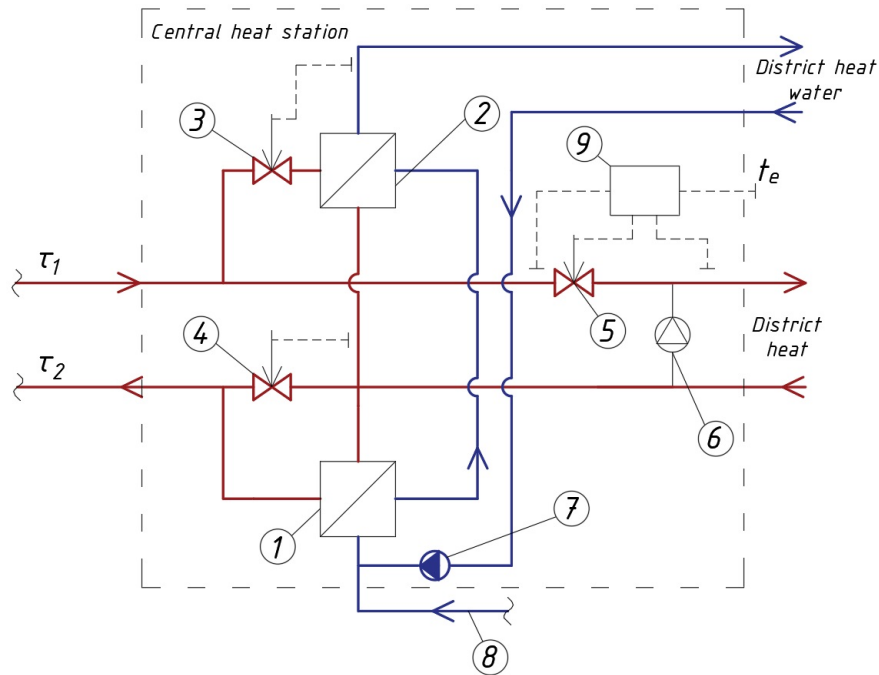 Central heat station
District heat
water
3
2
9
tₑ
τ₁
5
District
heat
4
τ₂
6
7
1
8